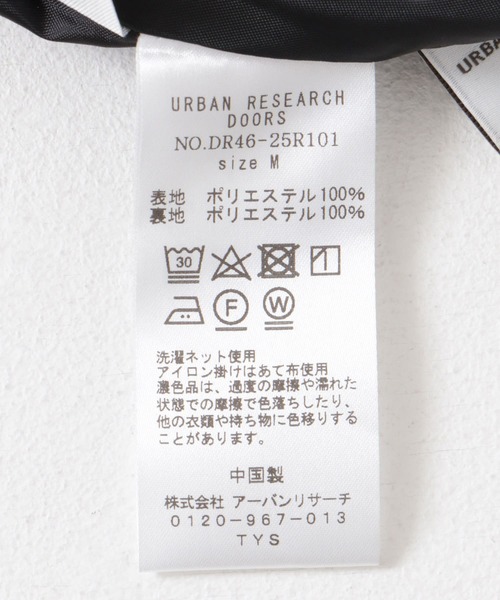 URBAN RESEARCH
DOORS
NO.DR46-25R101
size M
表地 ポリエステル100%
裏地 ポリエステル100%
30
F W
洗濯ネット使用
アイロン掛けはあて布使用
濃色品は、過度の摩擦や濡れた
状態での摩擦で色落ちしたり、
他の衣類や持ち物に色移りする
ことがあります。
中国製
株式会社 アーバンリサーチ
0120-967-013
TYS
URBAN